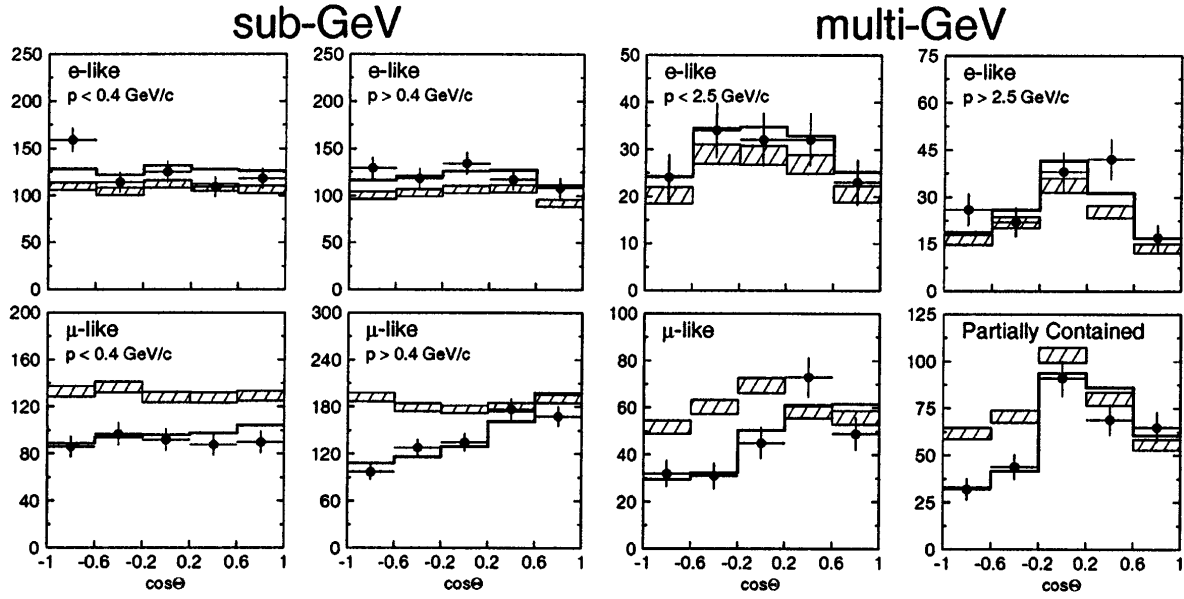 sub-GeV
multi-GeV
250
200
150
100
50
0
e-like
p < 0.4 GeV/c
250
200
150
100
50
0
e-like
p > 0.4 GeV/c
50
40
30
20
10
0
e-like
p < 2.5 GeV/c
75
60
45
30
15
0
e-like
p > 2.5 GeV/c
200
160
120
80
40
0
μ-like
p < 0.4 GeV/c
-1 -0.6 -0.2 0.2 0.6 1
cosΘ
300
240
180
120
60
0
μ-like
p > 0.4 GeV/c
-1 -0.6 -0.2 0.2 0.6 1
cosΘ
100
80
60
40
20
0
μ-like
-1 -0.6 -0.2 0.2 0.6 1
cosΘ
125
100
75
50
25
0
Partially Contained
-1 -0.6 -0.2 0.2 0.6 1
cosΘ